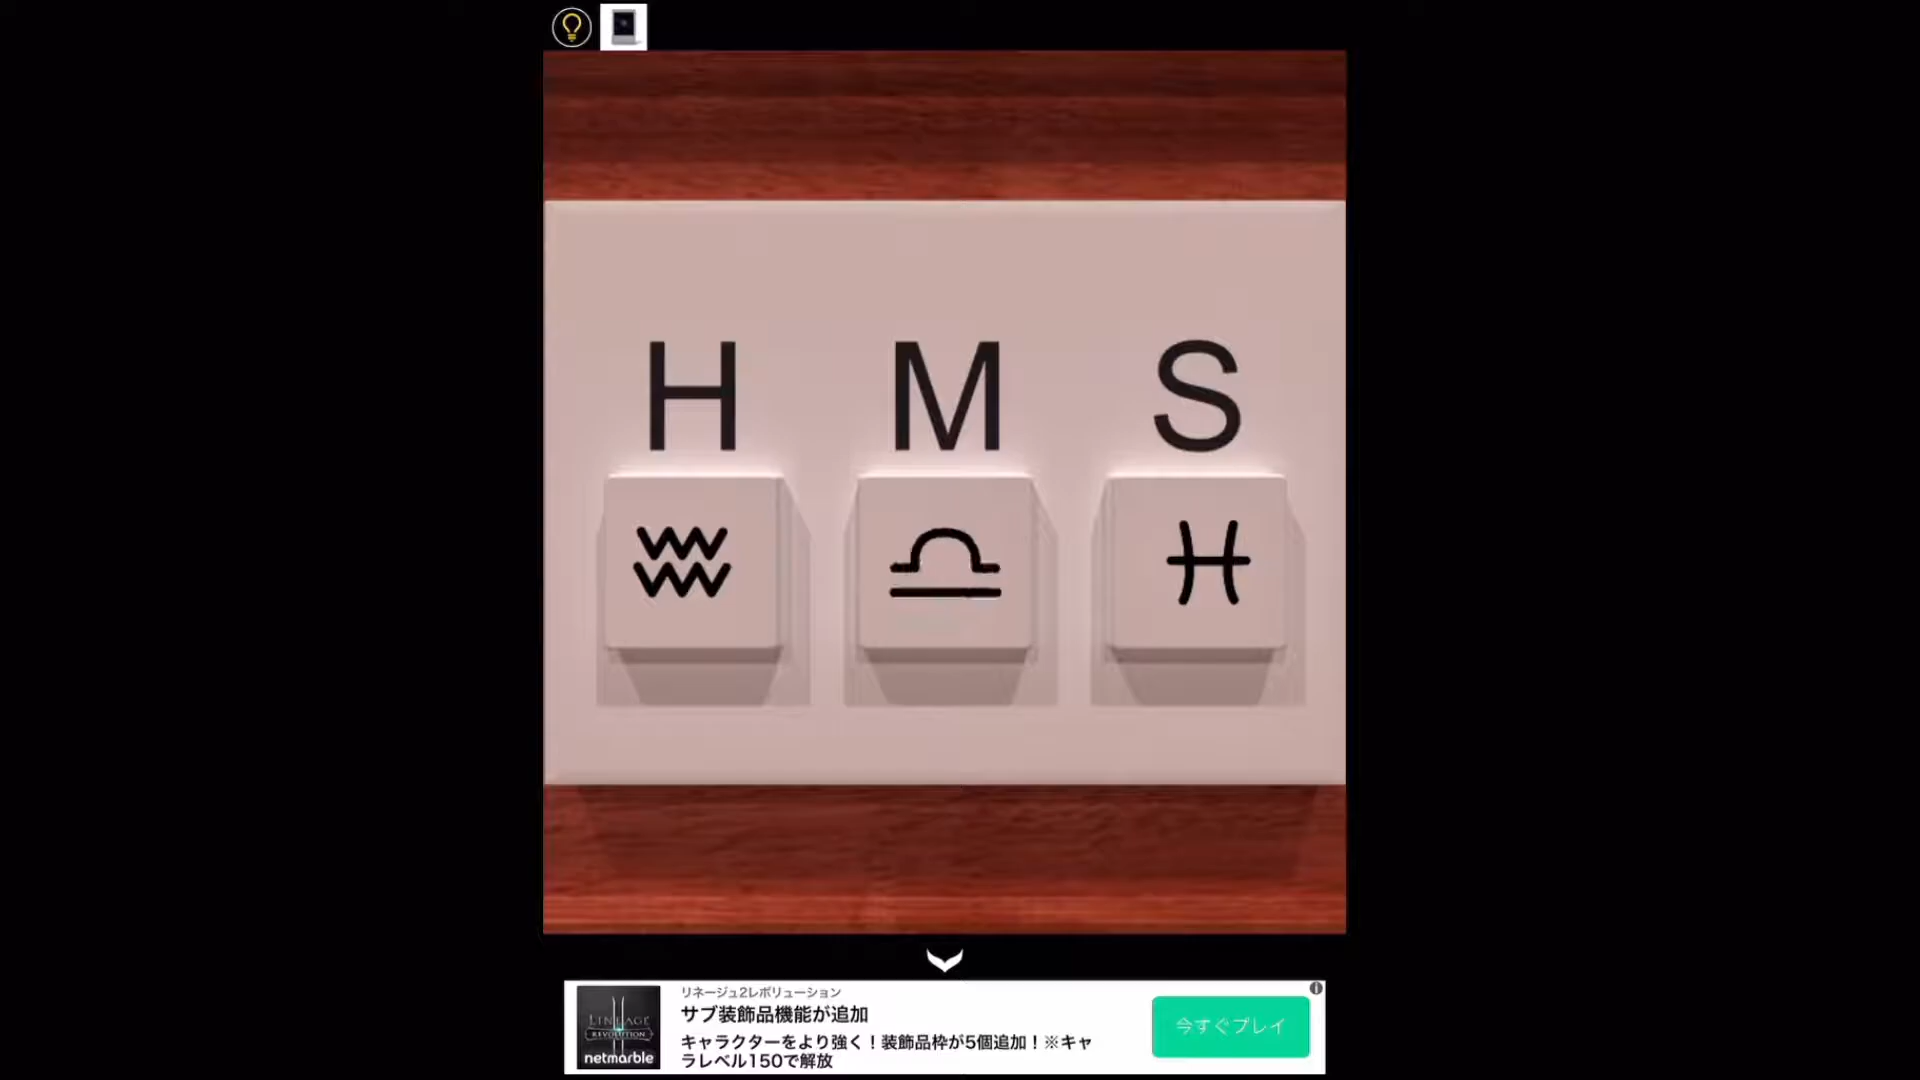 H M S
♒ ♎ ♓
リネージュ2レボリューション
サブ装飾品機能が追加
キャラクターをより強く！装飾品枠が5個追加！※キャ
ラレベル150で解放
今すぐプレイ
LINEAGE
REVOLUTION
netmarble